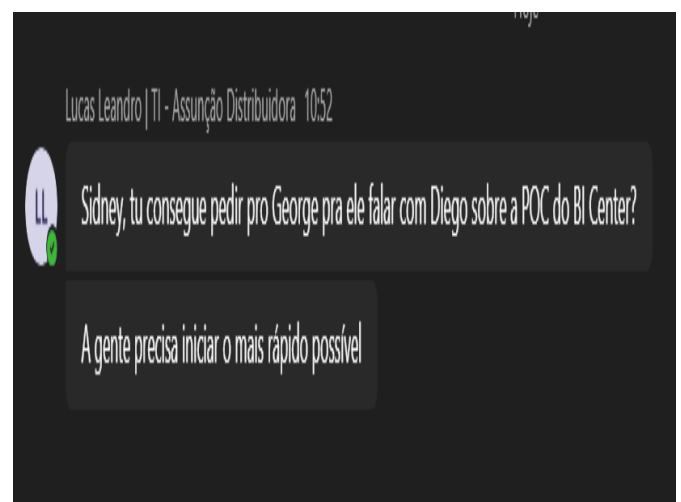 Hoje
Lucas Leandro | TI - Assunção Distribuidora 10:52
LL
Sidney, tu consegue pedir pro George pra ele falar com Diego sobre a POC do BI Center?
A gente precisa iniciar o mais rápido possível